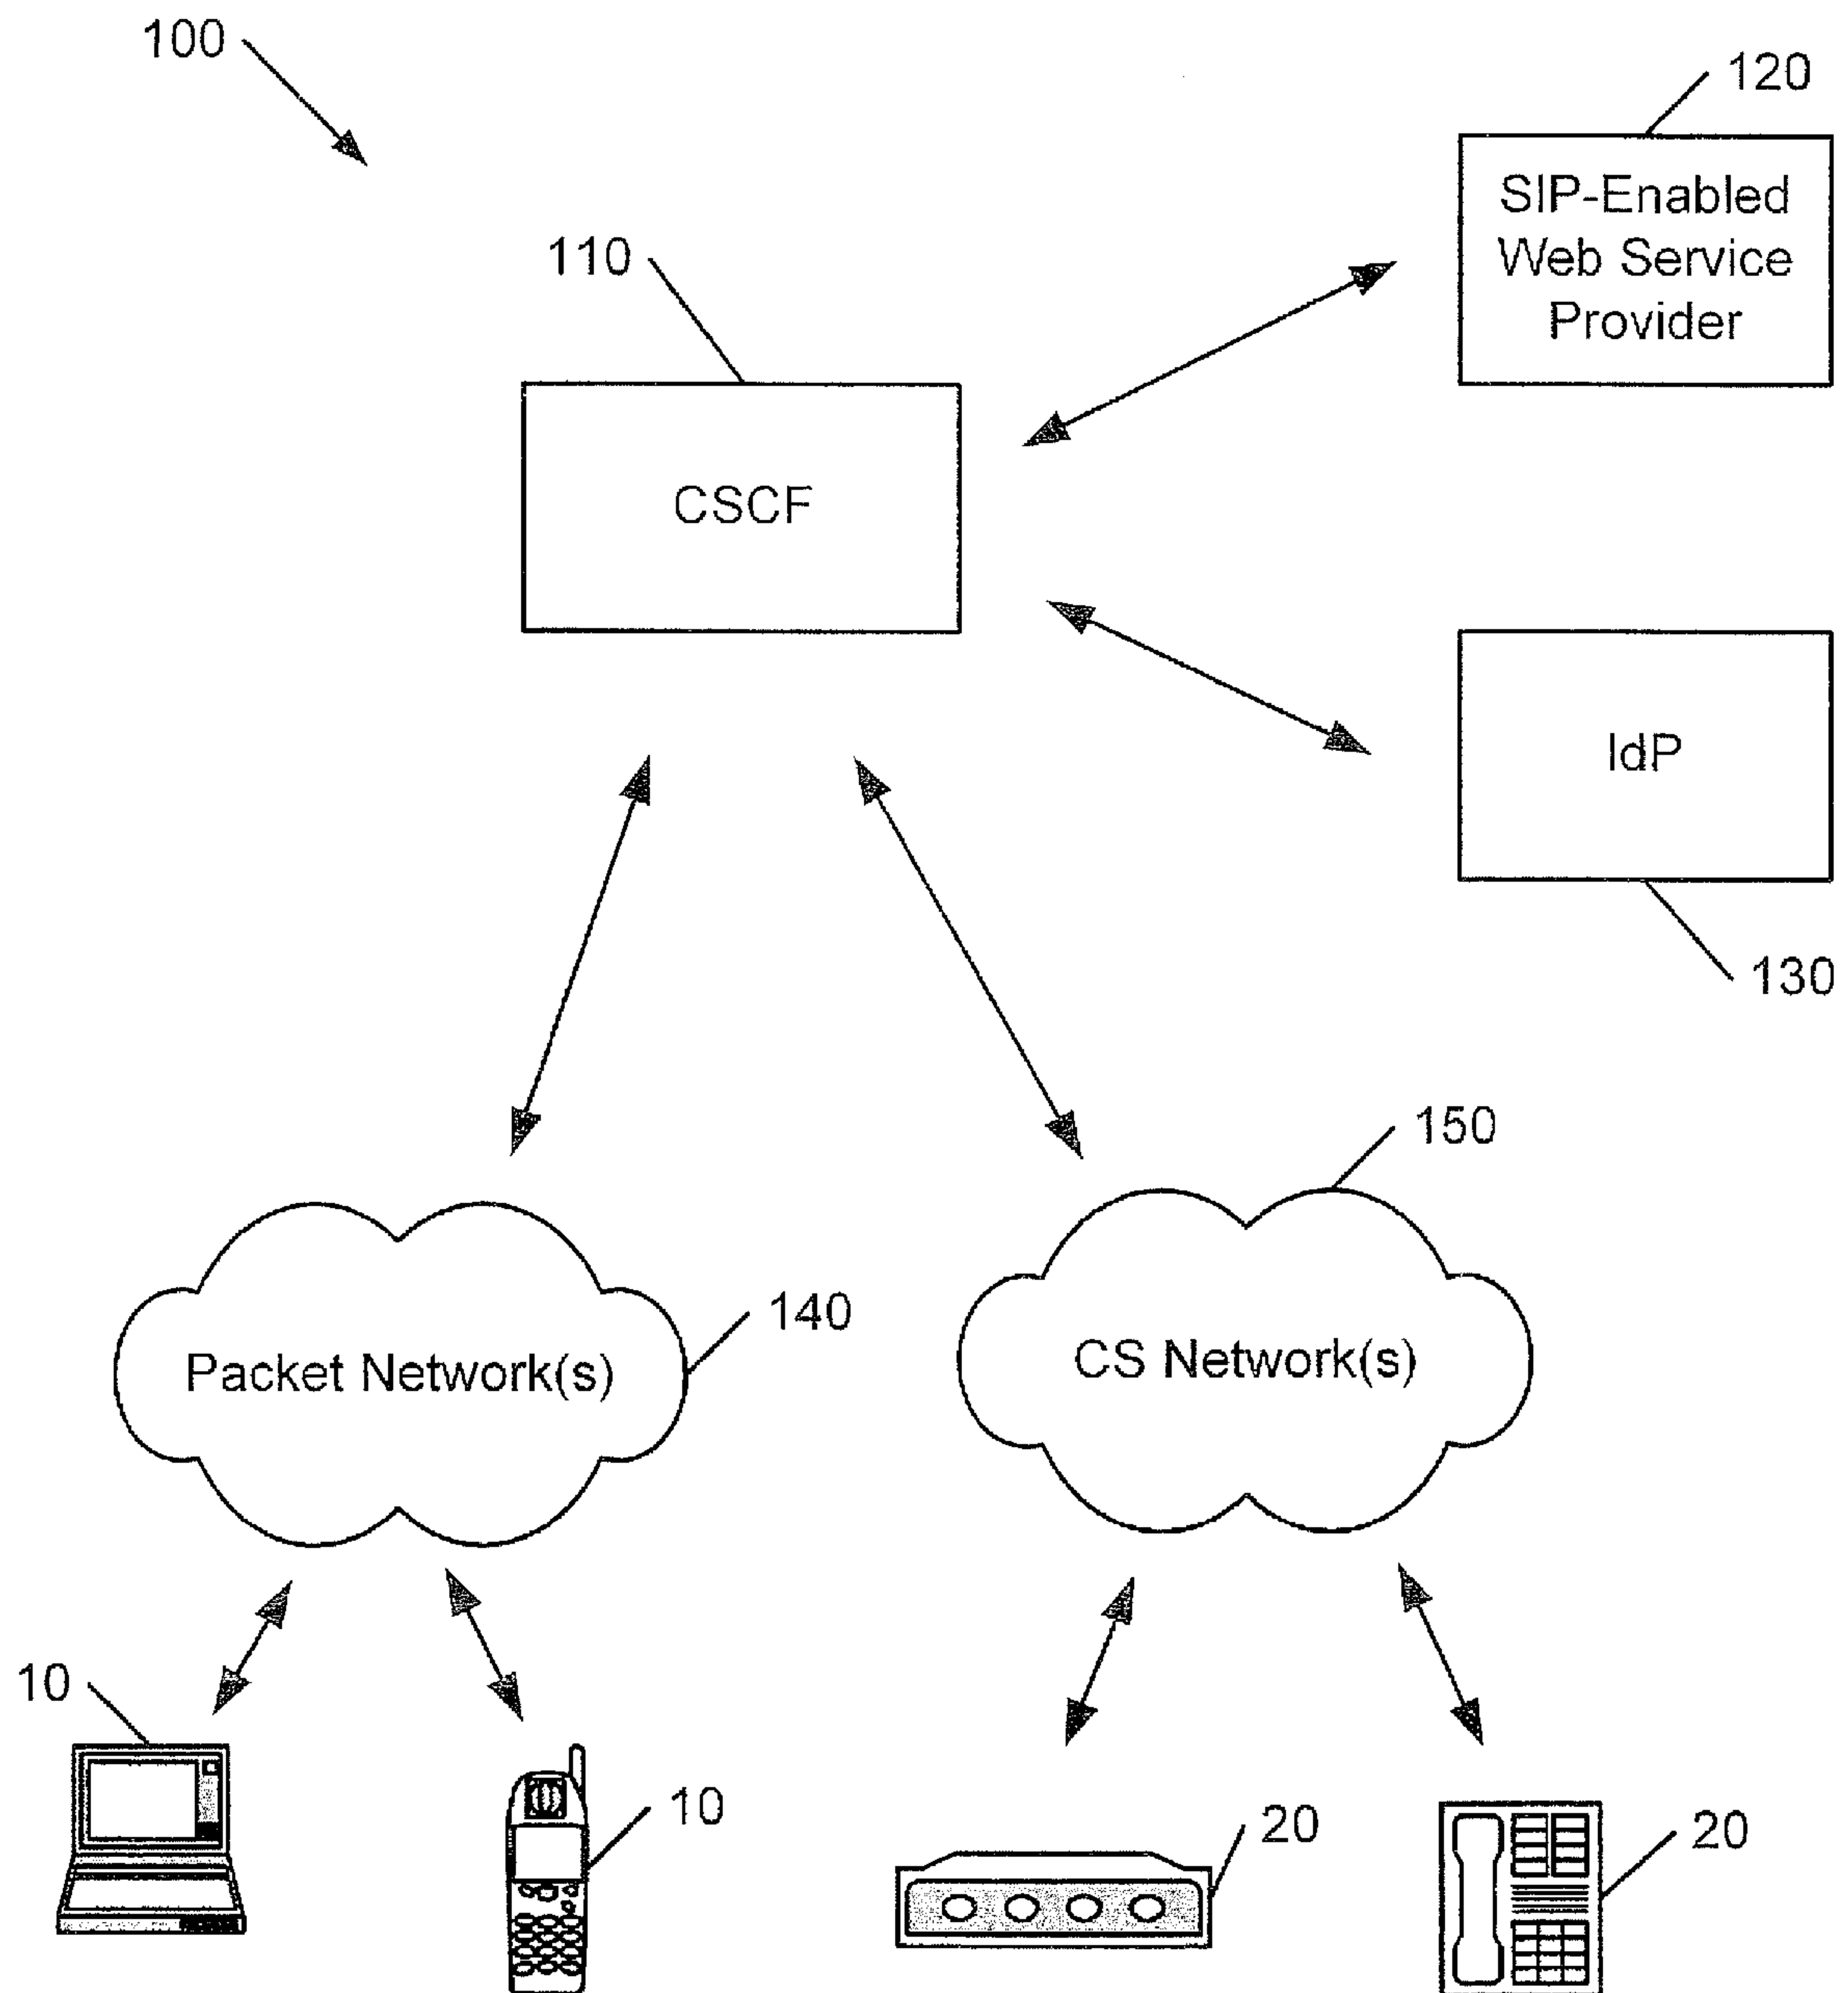 100
120
SIP-Enabled
Web Service
Provider
110
CSCF
IdP
130
150
140
Packet Network(s)
CS Network(s)
10
10
20
20